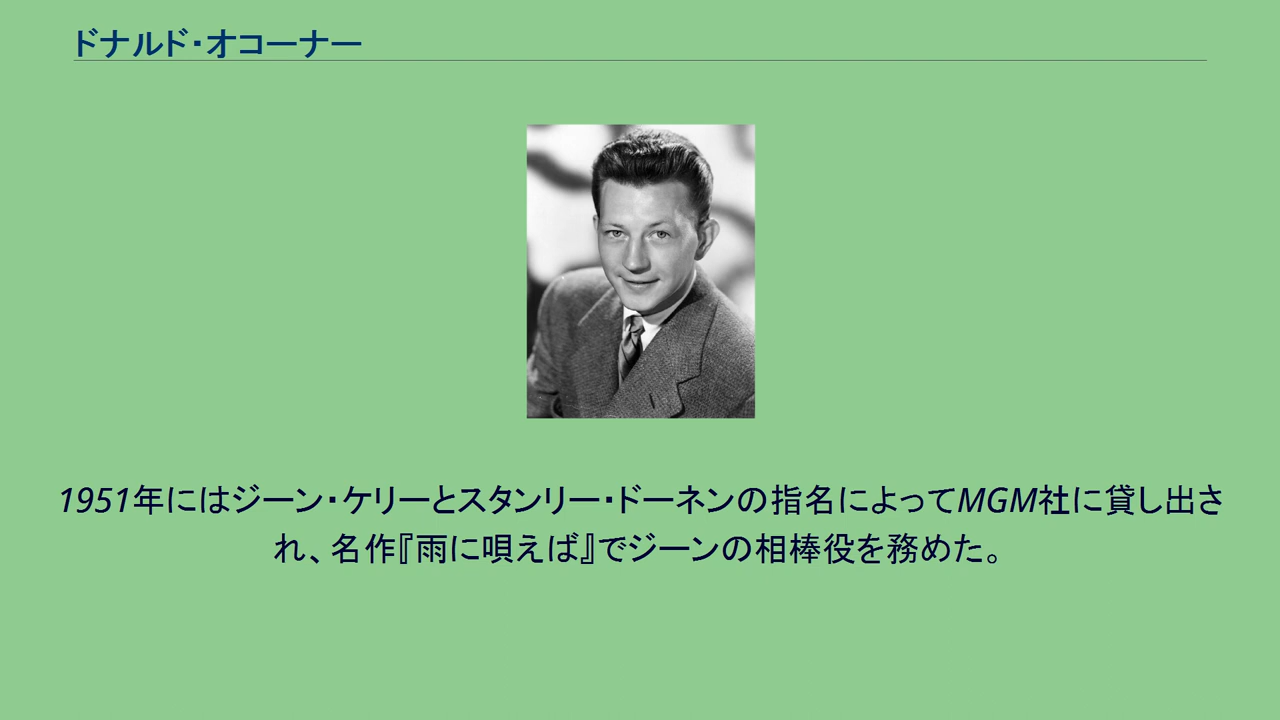 ドナルド・オコーナー
1951年にはジーン・ケリーとスタンリー・ドーネンの指名によってMGM社に貸し出さ
れ、名作『雨に唄えば』でジーンの相棒役を務めた。